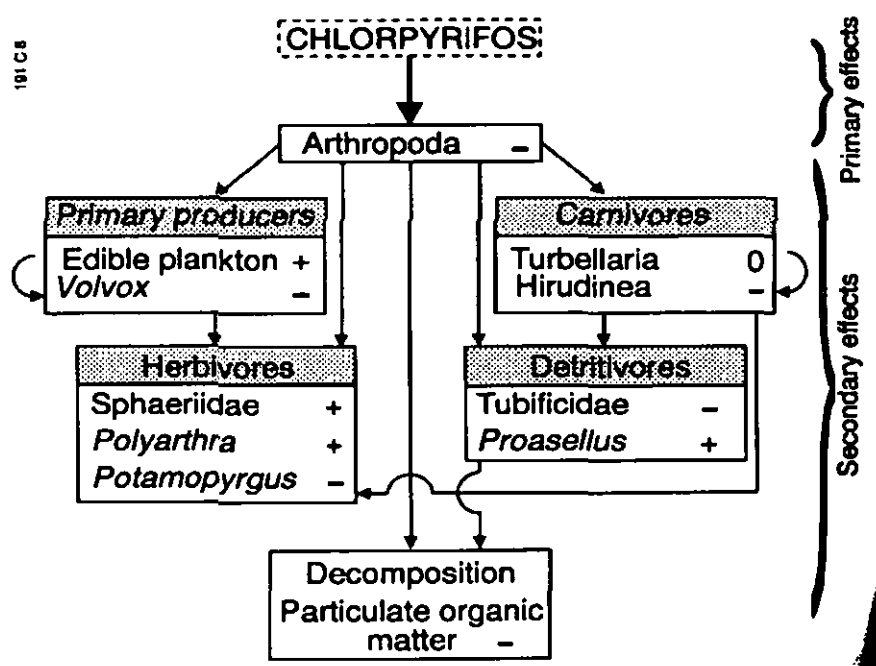 191 C 8
CHLORPYRIFOS
Primary effects
Arthropoda –
Primary producers
Edible plankton +
Volvox –
Carnivores
Turbellaria 0
Hirudinea –
Herbivores
Sphaeriidae +
Polyarthra +
Potamopyrgus –
Detritivores
Tubificidae –
Proasellus +
Secondary effects
Decomposition
Particulate organic
matter –